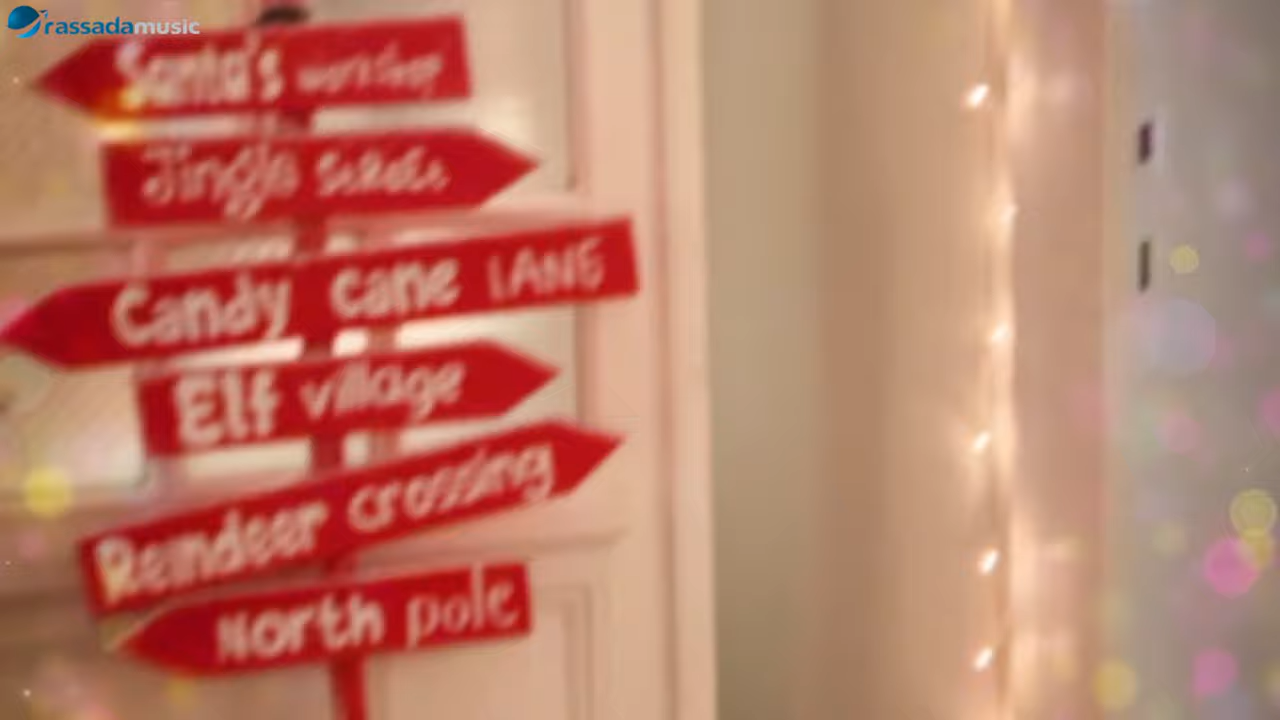 rassadamusic
Santa's workshop
Jingle
Candy cane LANE
Elf village
Reindeer crossing
North pole